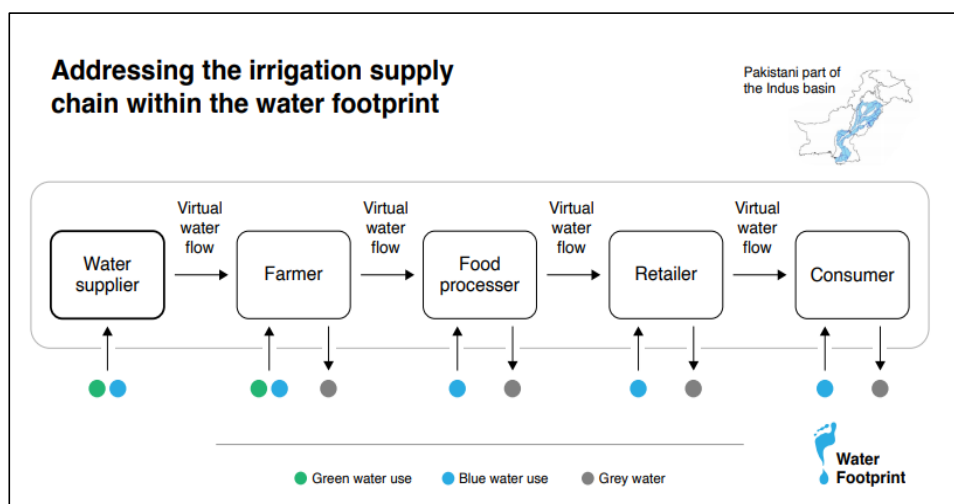 Addressing the irrigation supply
chain within the water footprint
Pakistani part of
the Indus basin
Virtual
water
flow
Virtual
water
flow
Virtual
water
flow
Virtual
water
flow
Water
supplier
Farmer
Food
processer
Retailer
Consumer
Green water use
Blue water use
Grey water
Water
Footprint